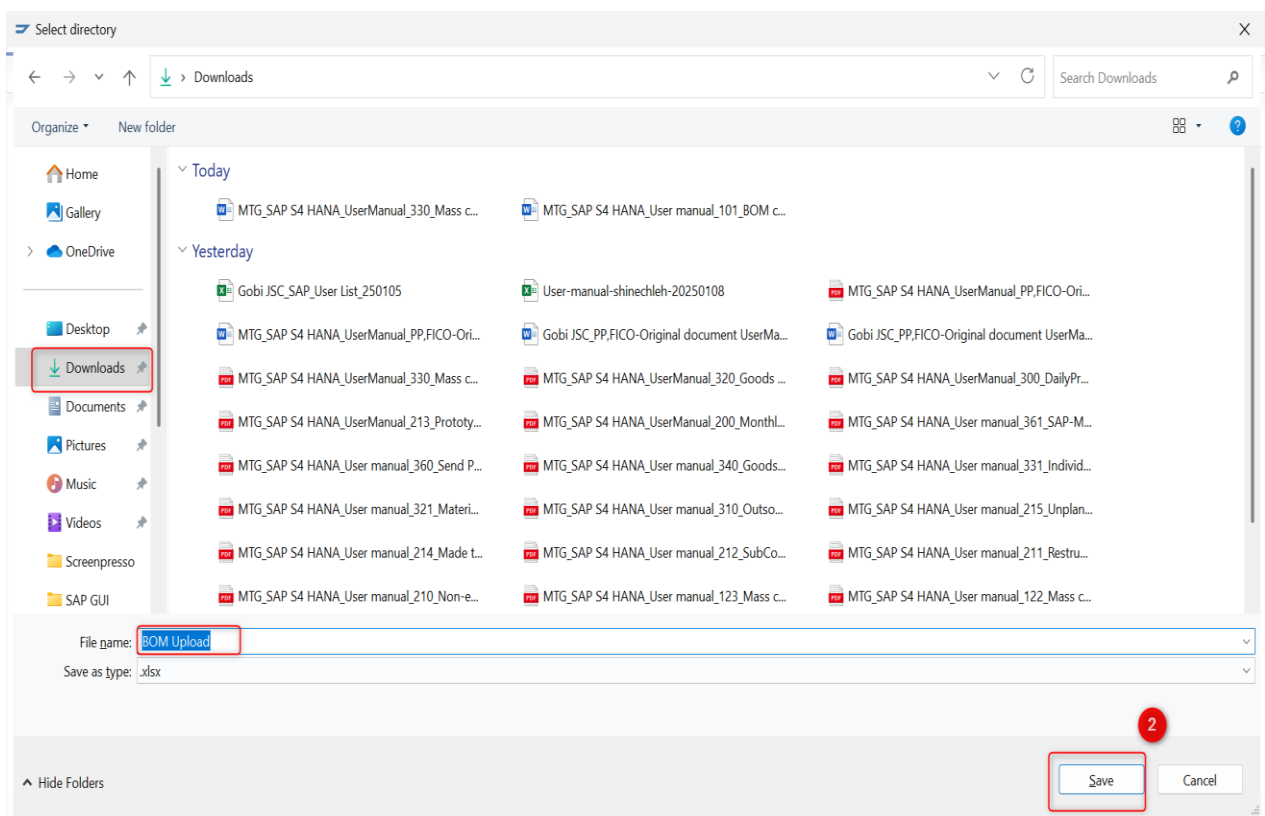 Select directory
Downloads
Search Downloads
Organize
New folder
Home
Gallery
OneDrive
Desktop
Downloads
Documents
Pictures
Music
Videos
Screenpresso
SAP GUI
Today
MTG_SAP S4 HANA_UserManual_330_Mass c...
MTG_SAP S4 HANA_User manual_101_BOM c...
Yesterday
Gobi JSC_SAP_User List_250105
User-manual-shinechleh-20250108
MTG_SAP S4 HANA_UserManual_PP,FICO-Ori...
MTG_SAP S4 HANA_UserManual_PP,FICO-Ori...
Gobi JSC_PP,FICO-Original document UserMa...
Gobi JSC_PP,FICO-Original document UserMa...
MTG_SAP S4 HANA_UserManual_330_Mass c...
MTG_SAP S4 HANA_UserManual_320_Goods ...
MTG_SAP S4 HANA_UserManual_300_DailyPr...
MTG_SAP S4 HANA_UserManual_213_Prototy...
MTG_SAP S4 HANA_UserManual_200_Monthl...
MTG_SAP S4 HANA_User manual_361_SAP-M...
MTG_SAP S4 HANA_User manual_360_Send P...
MTG_SAP S4 HANA_User manual_340_Goods...
MTG_SAP S4 HANA_User manual_331_Individ...
MTG_SAP S4 HANA_User manual_321_Materi...
MTG_SAP S4 HANA_User manual_310_Outso...
MTG_SAP S4 HANA_User manual_215_Unplan...
MTG_SAP S4 HANA_User manual_214_Made t...
MTG_SAP S4 HANA_User manual_212_SubCo...
MTG_SAP S4 HANA_User manual_211_Restru...
MTG_SAP S4 HANA_User manual_210_Non-e...
MTG_SAP S4 HANA_User manual_123_Mass c...
MTG_SAP S4 HANA_User manual_122_Mass c...
File name: BOM Upload
Save as type: .xlsx
2
Hide Folders
Save
Cancel